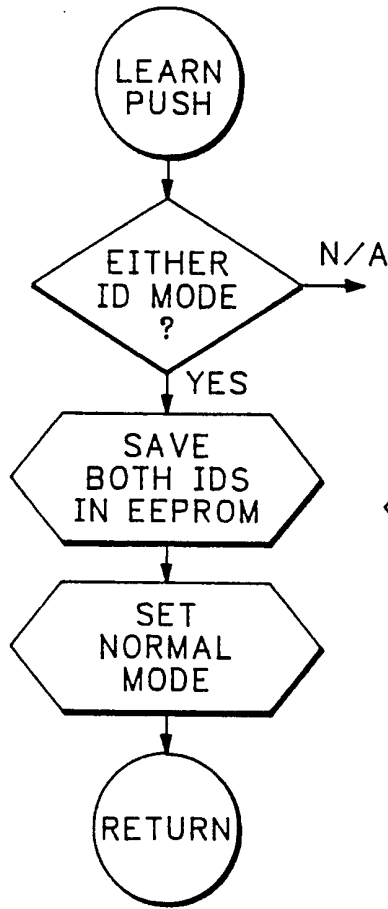 LEARN
PUSH
EITHER
ID MODE
?
N/A
YES
SAVE
BOTH IDS
IN EEPROM
SET
NORMAL
MODE
RETURN